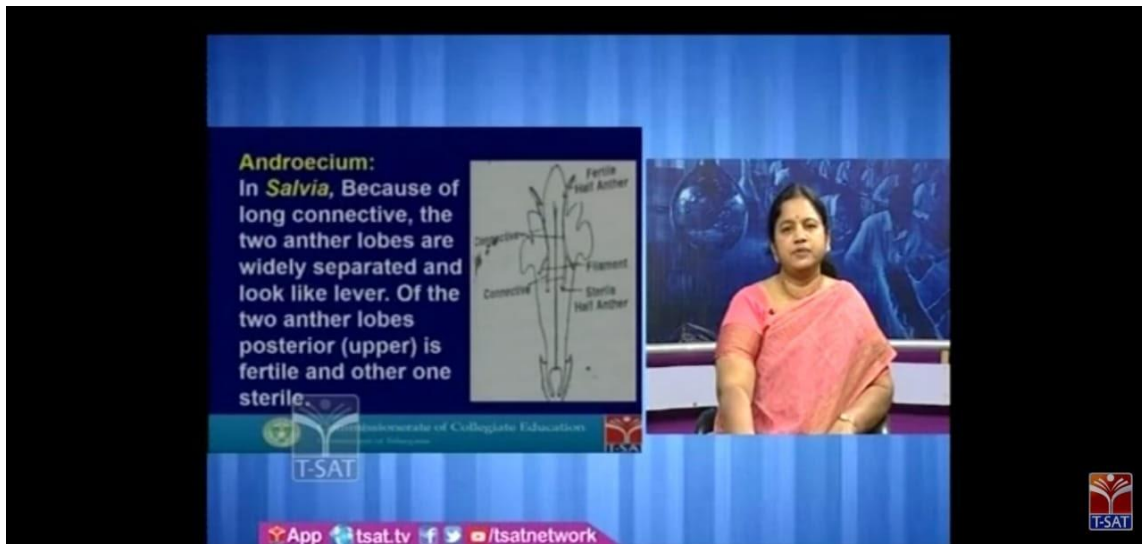 Androecium:
In Salvia, Because of
long connective, the
two anther lobes are
widely separated and
look like lever. Of the
two anther lobes
posterior (upper) is
fertile and other one
sterile.
Fertile
Half Anther
Connective
Filament
Connective
Sterile
Half Anther
mmissionerate of Collegiate Education
T-SAT
T-SAT
App tsat.tv /tsatnetwork
T-SAT